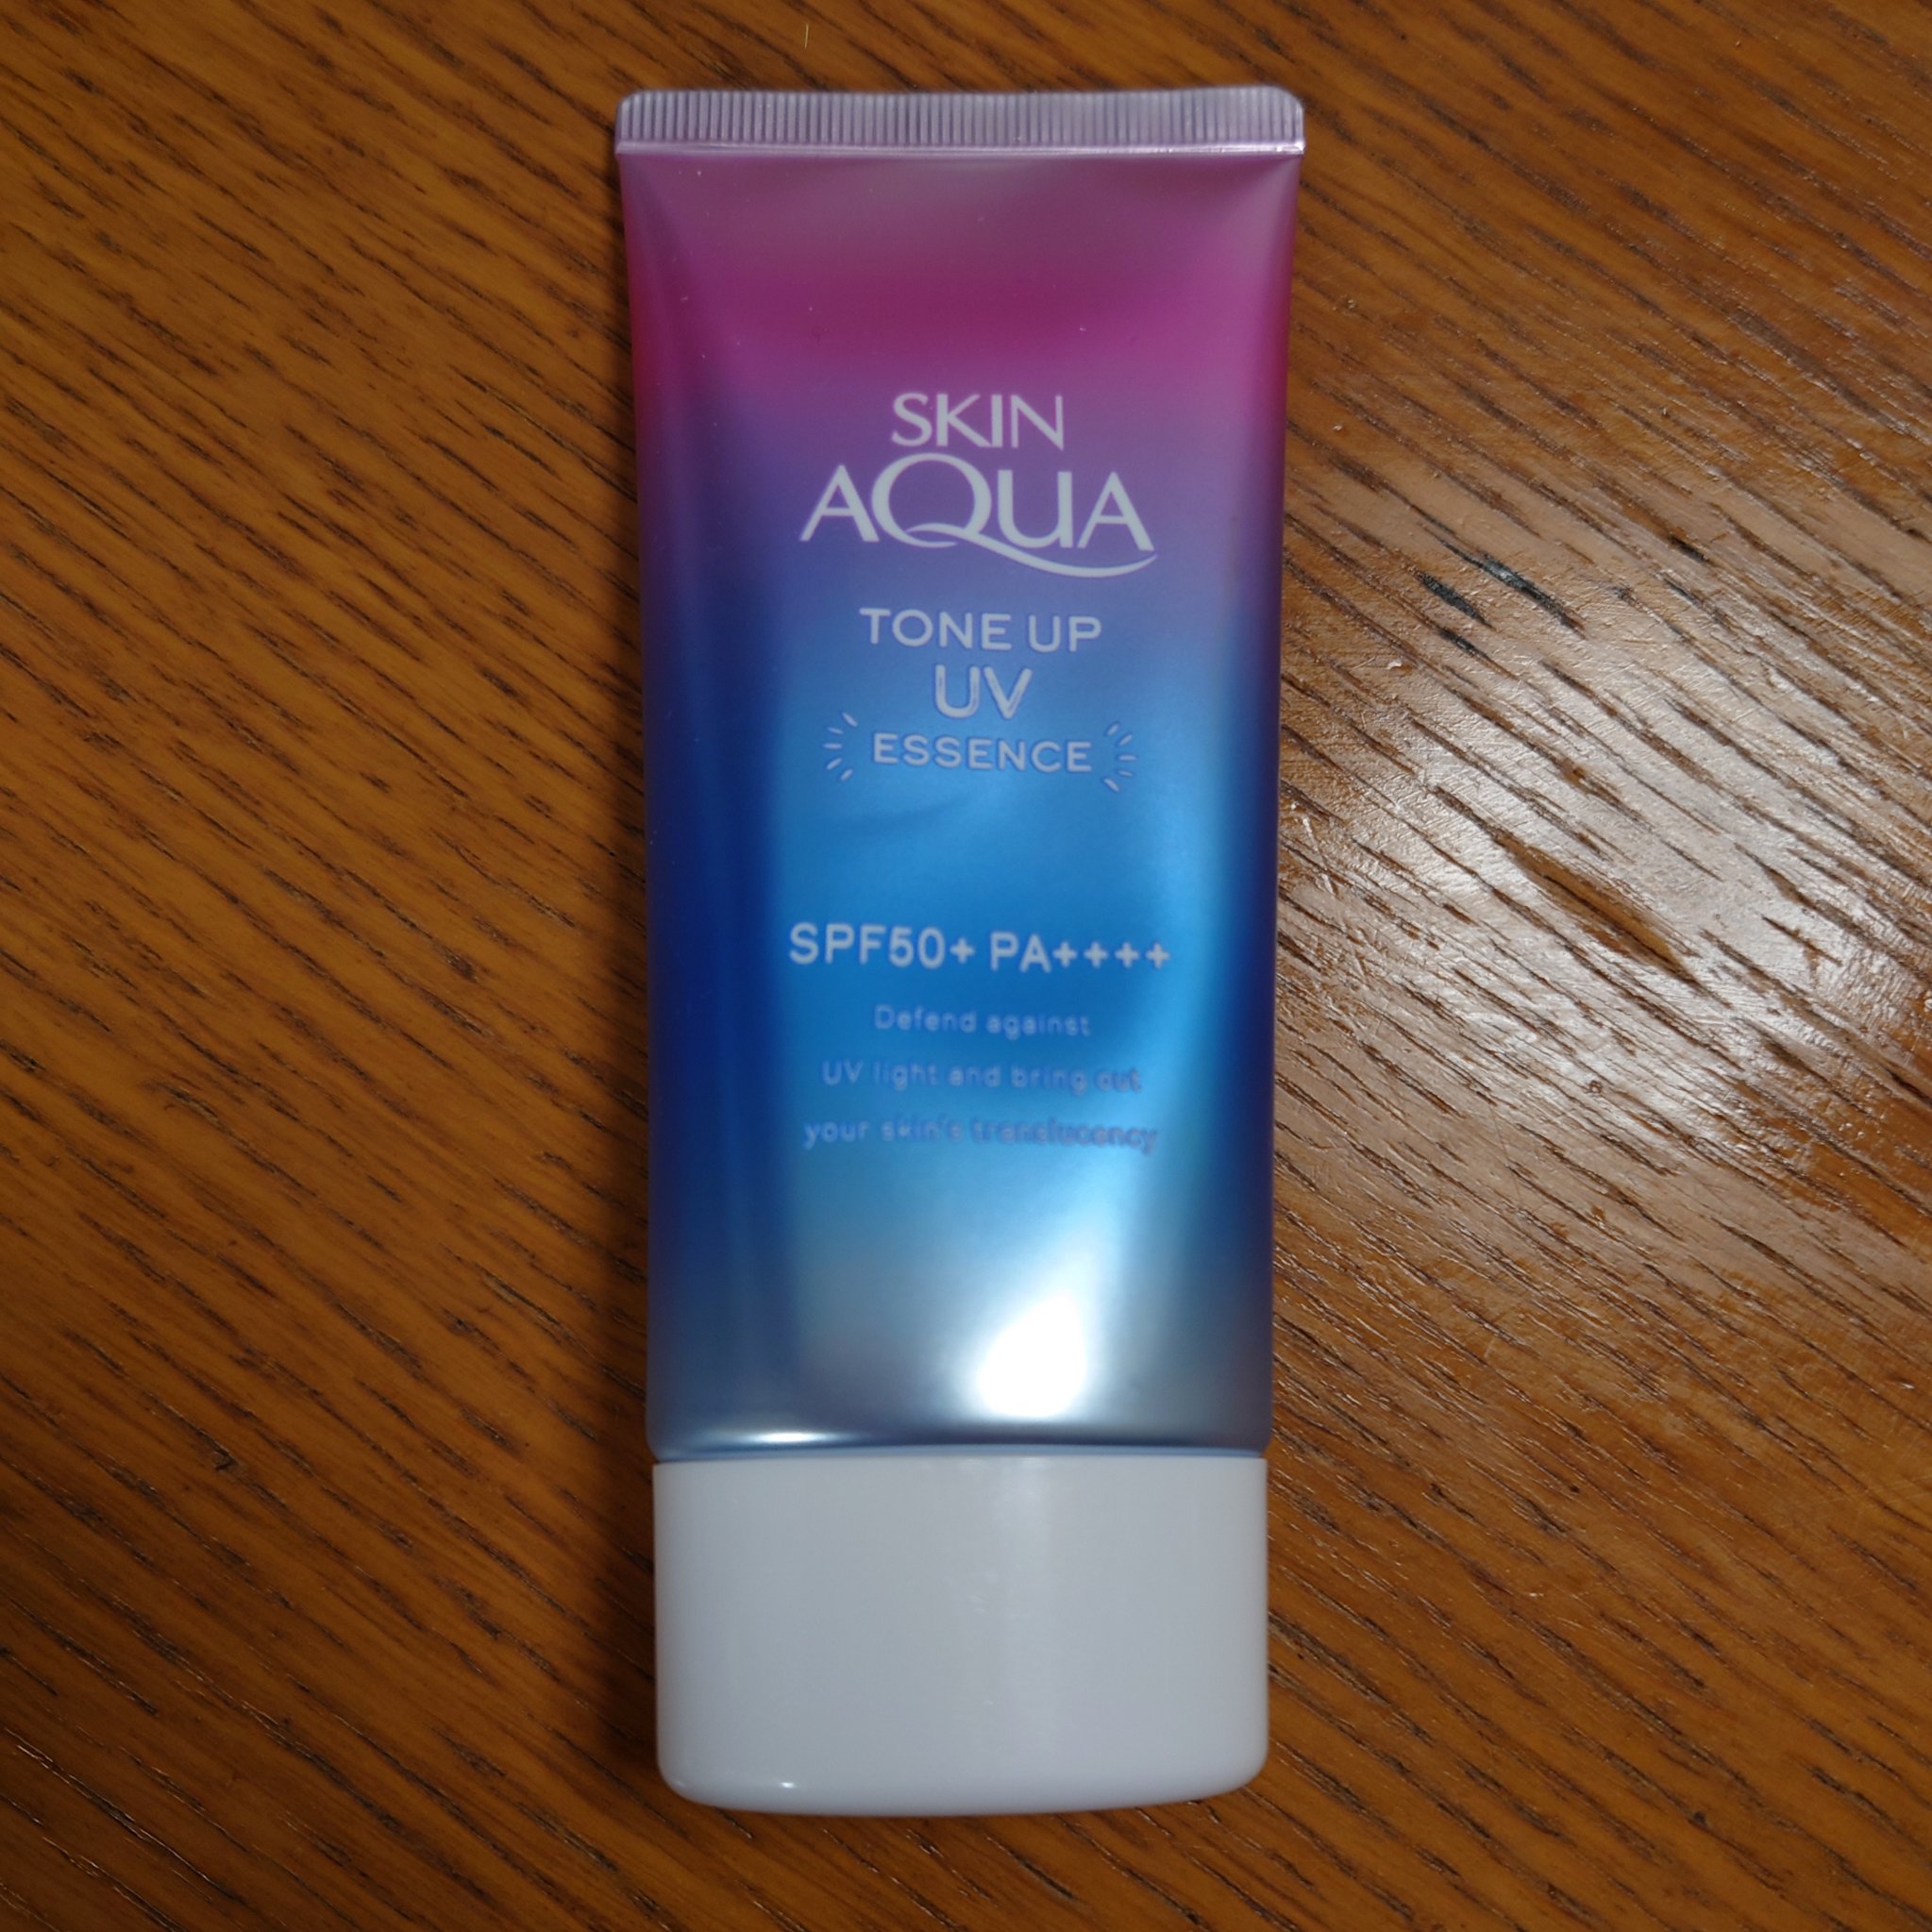 SKIN
AQUA
TONE UP
UV
ESSENCE
SPF50+ PA++++
Defend against
UV light and bring out
your skin's translucency